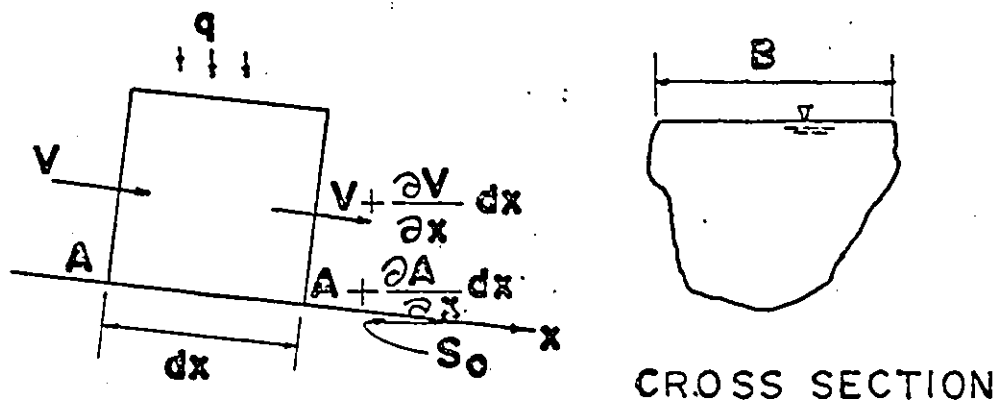 q
B
V
V + ∂V/∂x dx
A
A + ∂A/∂x dx
x
S₀
dx
CROSS SECTION